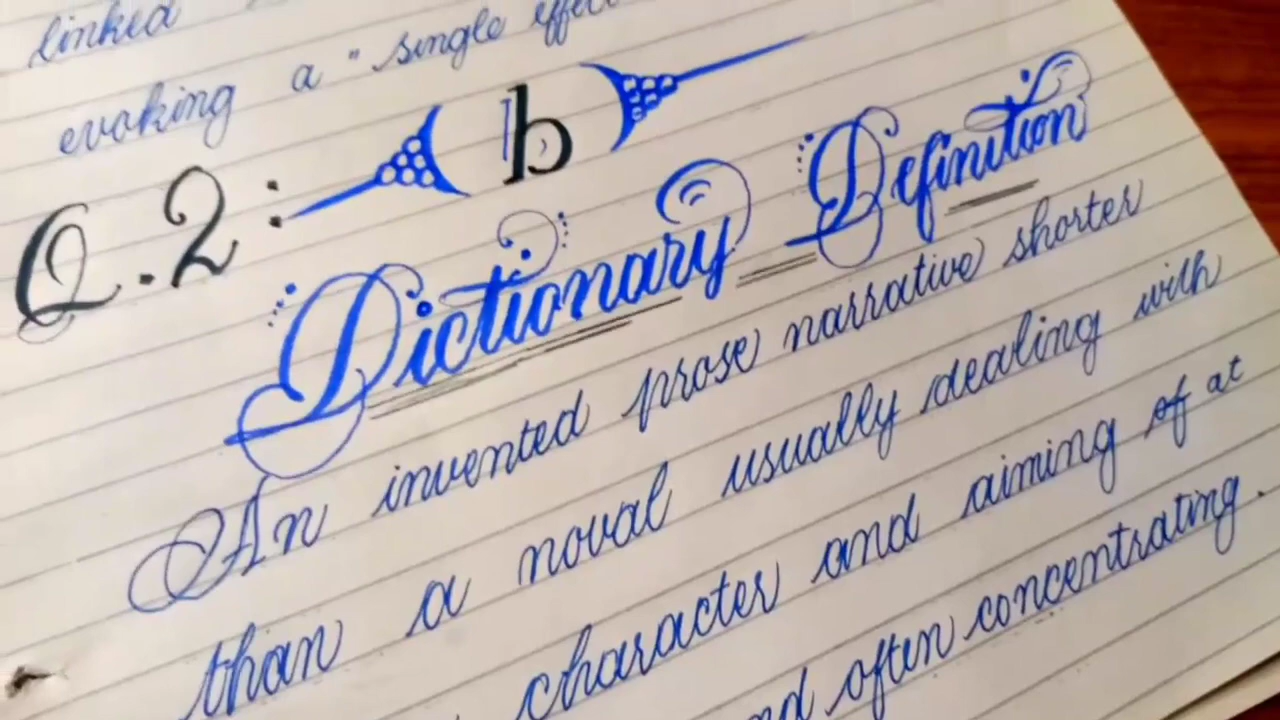 linked
evoking a "single effect
Q.2: b
Dictionary Definition
An invented prose narrative shorter
than a noval usually dealing with
character and aiming of at
often concentrating.